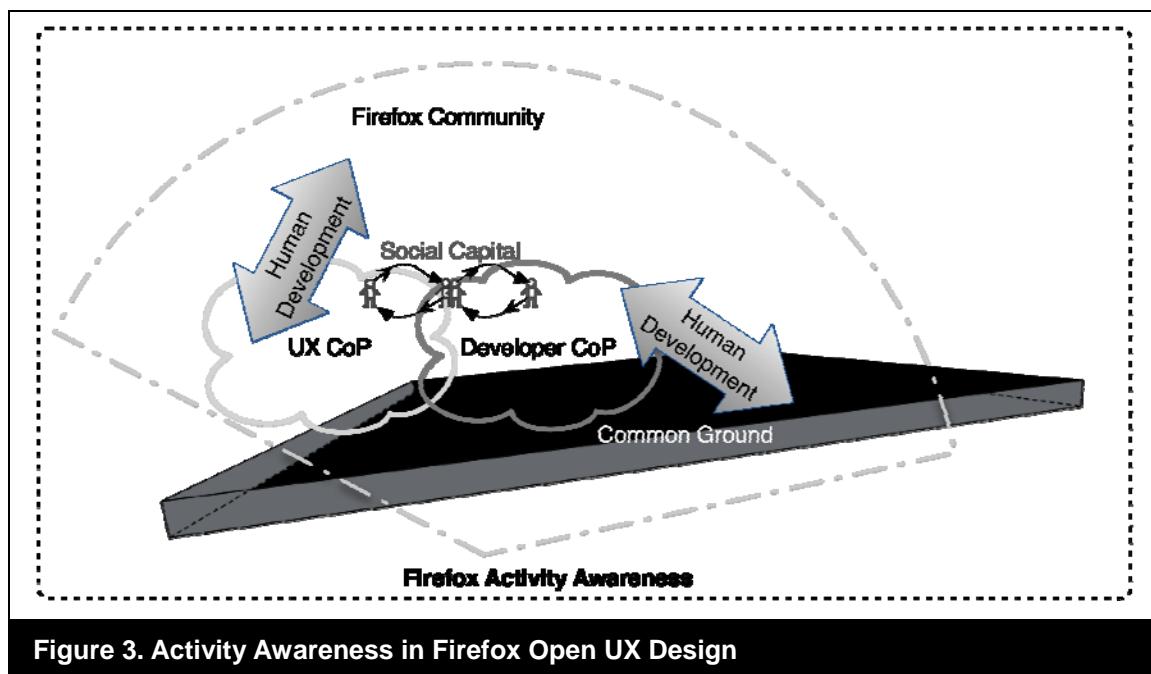 Firefox Community
Human
Development
Social Capital
UX CoP
Developer CoP
Human
Development
Common Ground
Firefox Activity Awareness
Figure 3. Activity Awareness in Firefox Open UX Design